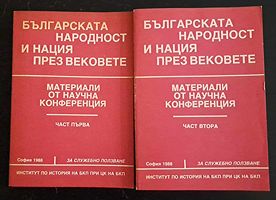 БЪЛГАРСКАТА
НАРОДНОСТ
И НАЦИЯ
ПРЕЗ ВЕКОВЕТЕ
МАТЕРИАЛИ
ОТ НАУЧНА
КОНФЕРЕНЦИЯ
ЧАСТ ПЪРВА
София 1988
ЗА СЛУЖЕБНО ПОЛЗВАНЕ
ИНСТИТУТ ПО ИСТОРИЯ НА БКП ПРИ ЦК НА БКП
БЪЛГАРСКАТА
НАРОДНОСТ
И НАЦИЯ
ПРЕЗ ВЕКОВЕТЕ
МАТЕРИАЛИ
ОТ НАУЧНА
КОНФЕРЕНЦИЯ
ЧАСТ ВТОРА
София 1988
ЗА СЛУЖЕБНО ПОЛЗВАНЕ
ИНСТИТУТ ПО ИСТОРИЯ НА БКП ПРИ ЦК НА БКП